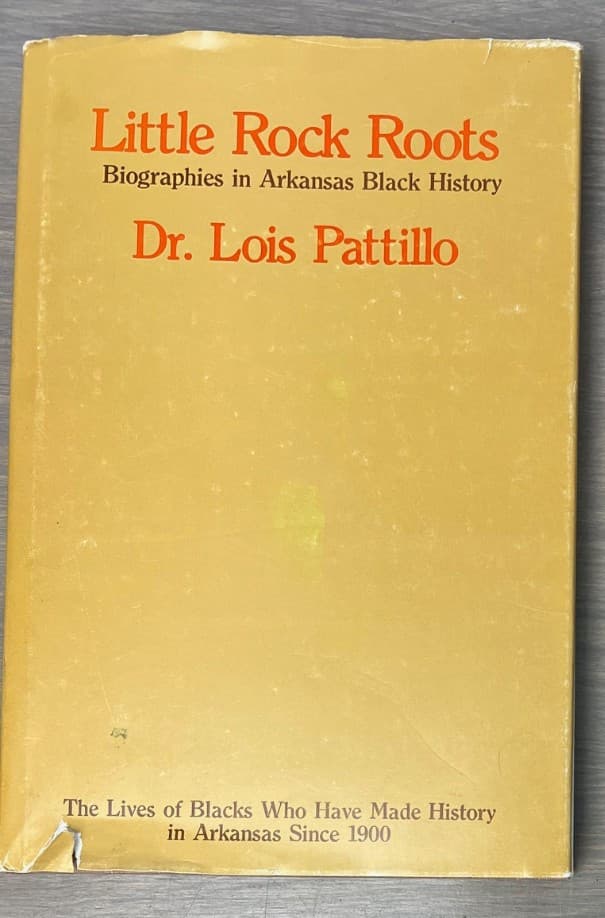 Little Rock Roots
Biographies in Arkansas Black History
Dr. Lois Pattillo
The Lives of Blacks Who Have Made History
in Arkansas Since 1900